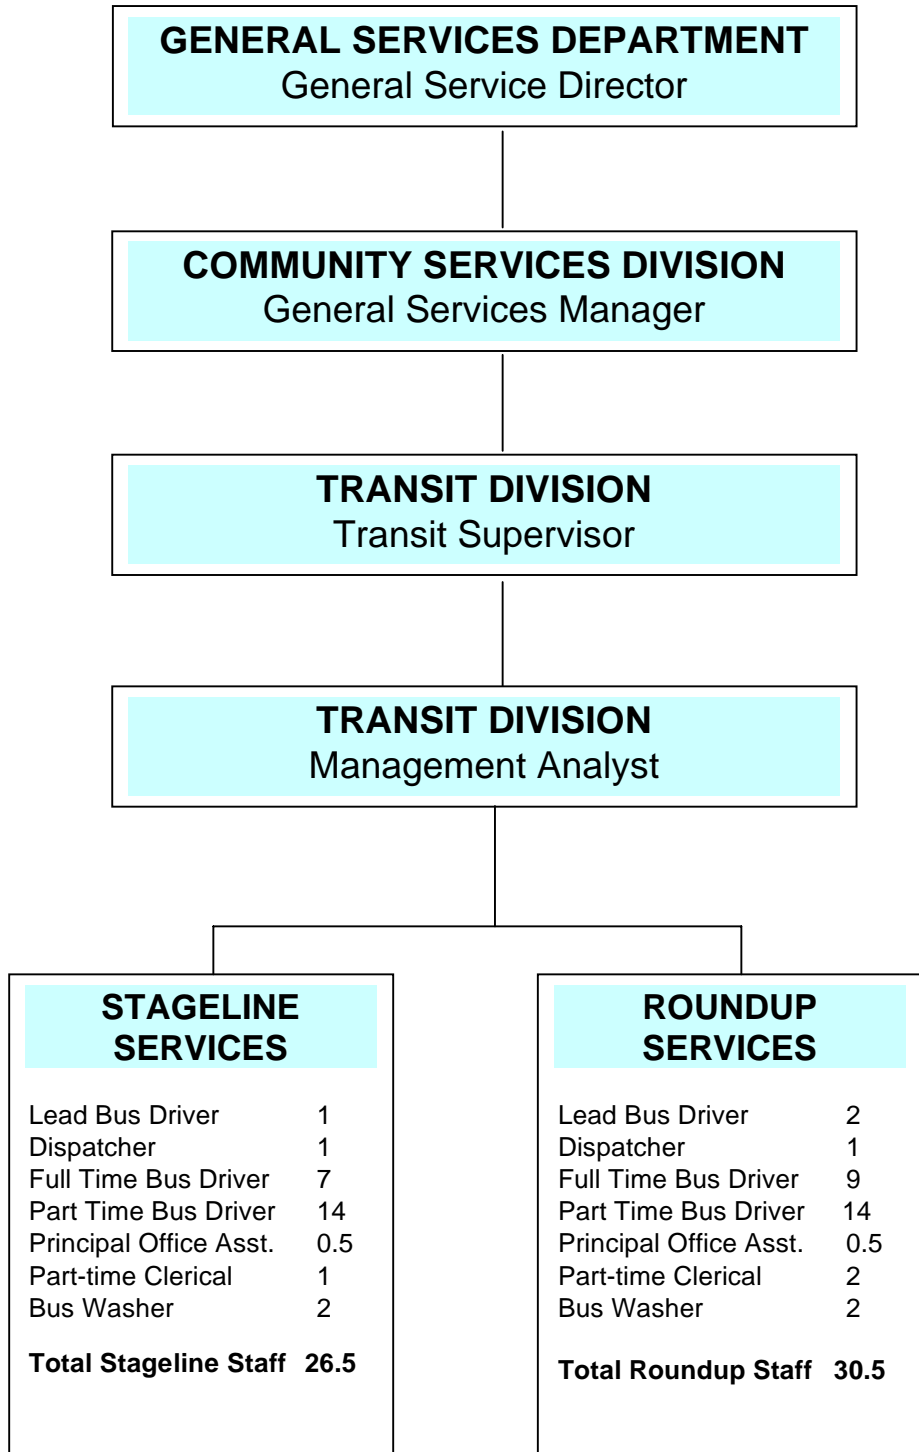 GENERAL SERVICES DEPARTMENT
General Service Director
COMMUNITY SERVICES DIVISION
General Services Manager
TRANSIT DIVISION
Transit Supervisor
TRANSIT DIVISION
Management Analyst
STAGELINE
SERVICES
Lead Bus Driver 1
Dispatcher 1
Full Time Bus Driver 7
Part Time Bus Driver 14
Principal Office Asst. 0.5
Part-time Clerical 1
Bus Washer 2
Total Stageline Staff 26.5
ROUNDUP
SERVICES
Lead Bus Driver 2
Dispatcher 1
Full Time Bus Driver 9
Part Time Bus Driver 14
Principal Office Asst. 0.5
Part-time Clerical 2
Bus Washer 2
Total Roundup Staff 30.5